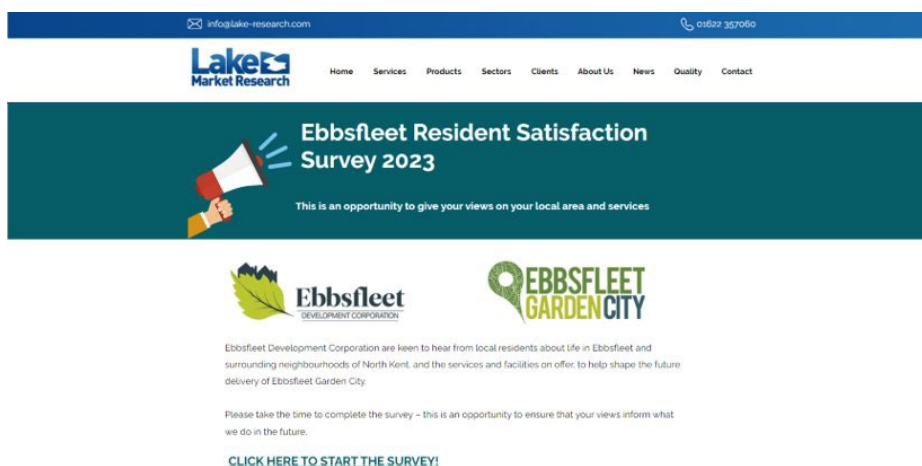 info@lake-research.com
01622 357060
Lake
Market Research
Home Services Products Sectors Clients About Us News Quality Contact
Ebbsfleet Resident Satisfaction
Survey 2023
This is an opportunity to give your views on your local area and services
Ebbsfleet
DEVELOPMENT CORPORATION
EBBSFLEET
GARDENCITY
Ebbsfleet Development Corporation are keen to hear from local residents about life in Ebbsfleet and
surrounding neighbourhoods of North Kent, and the services and facilities on offer, to help shape the future
delivery of Ebbsfleet Garden City.
Please take the time to complete the survey – this is an opportunity to ensure that your views inform what
we do in the future.
CLICK HERE TO START THE SURVEY!